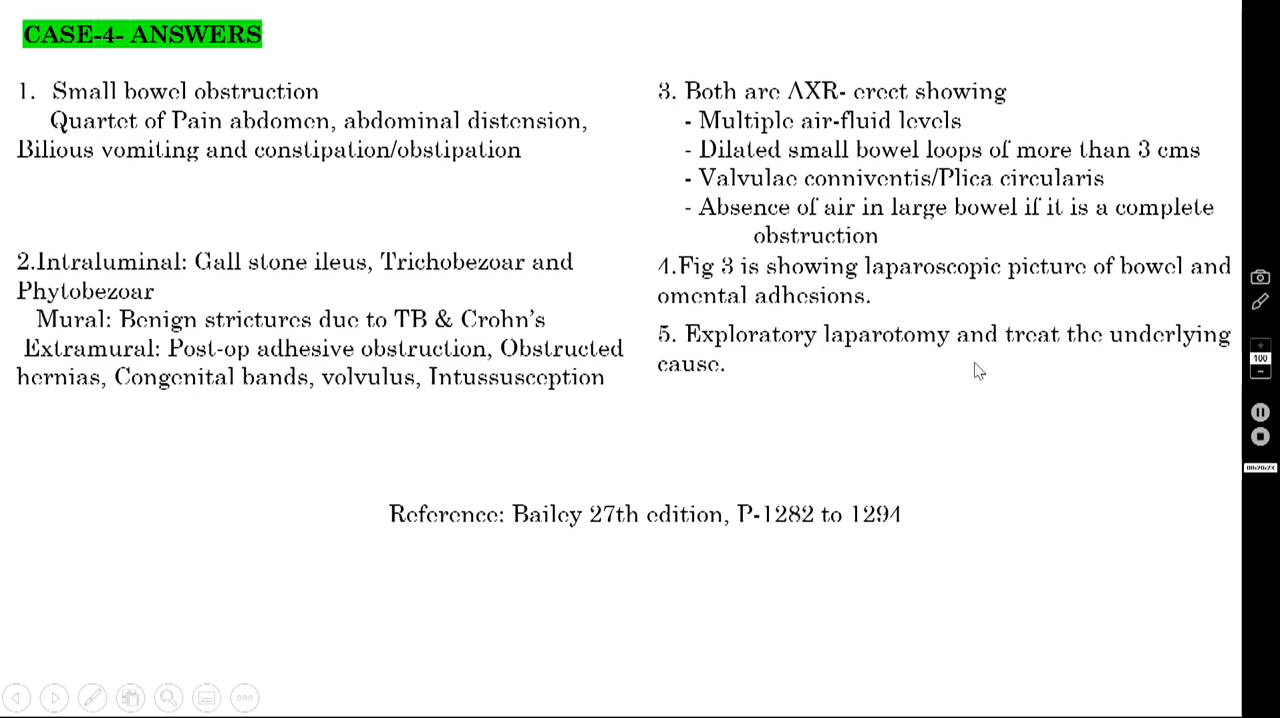 CASE-4- ANSWERS
1. Small bowel obstruction
Quartet of Pain abdomen, abdominal distension,
Bilious vomiting and constipation/obstipation
2.Intraluminal: Gall stone ileus, Trichobezoar and
Phytobezoar
Mural: Benign strictures due to TB & Crohn's
Extramural: Post-op adhesive obstruction, Obstructed
hernias, Congenital bands, volvulus, Intussusception
3. Both are AXR- erect showing
- Multiple air-fluid levels
- Dilated small bowel loops of more than 3 cms
- Valvulae conniventis/Plica circularis
- Absence of air in large bowel if it is a complete
obstruction
4.Fig 3 is showing laparoscopic picture of bowel and
omental adhesions.
5. Exploratory laparotomy and treat the underlying
cause.
Reference: Bailey 27th edition, P-1282 to 1294
100